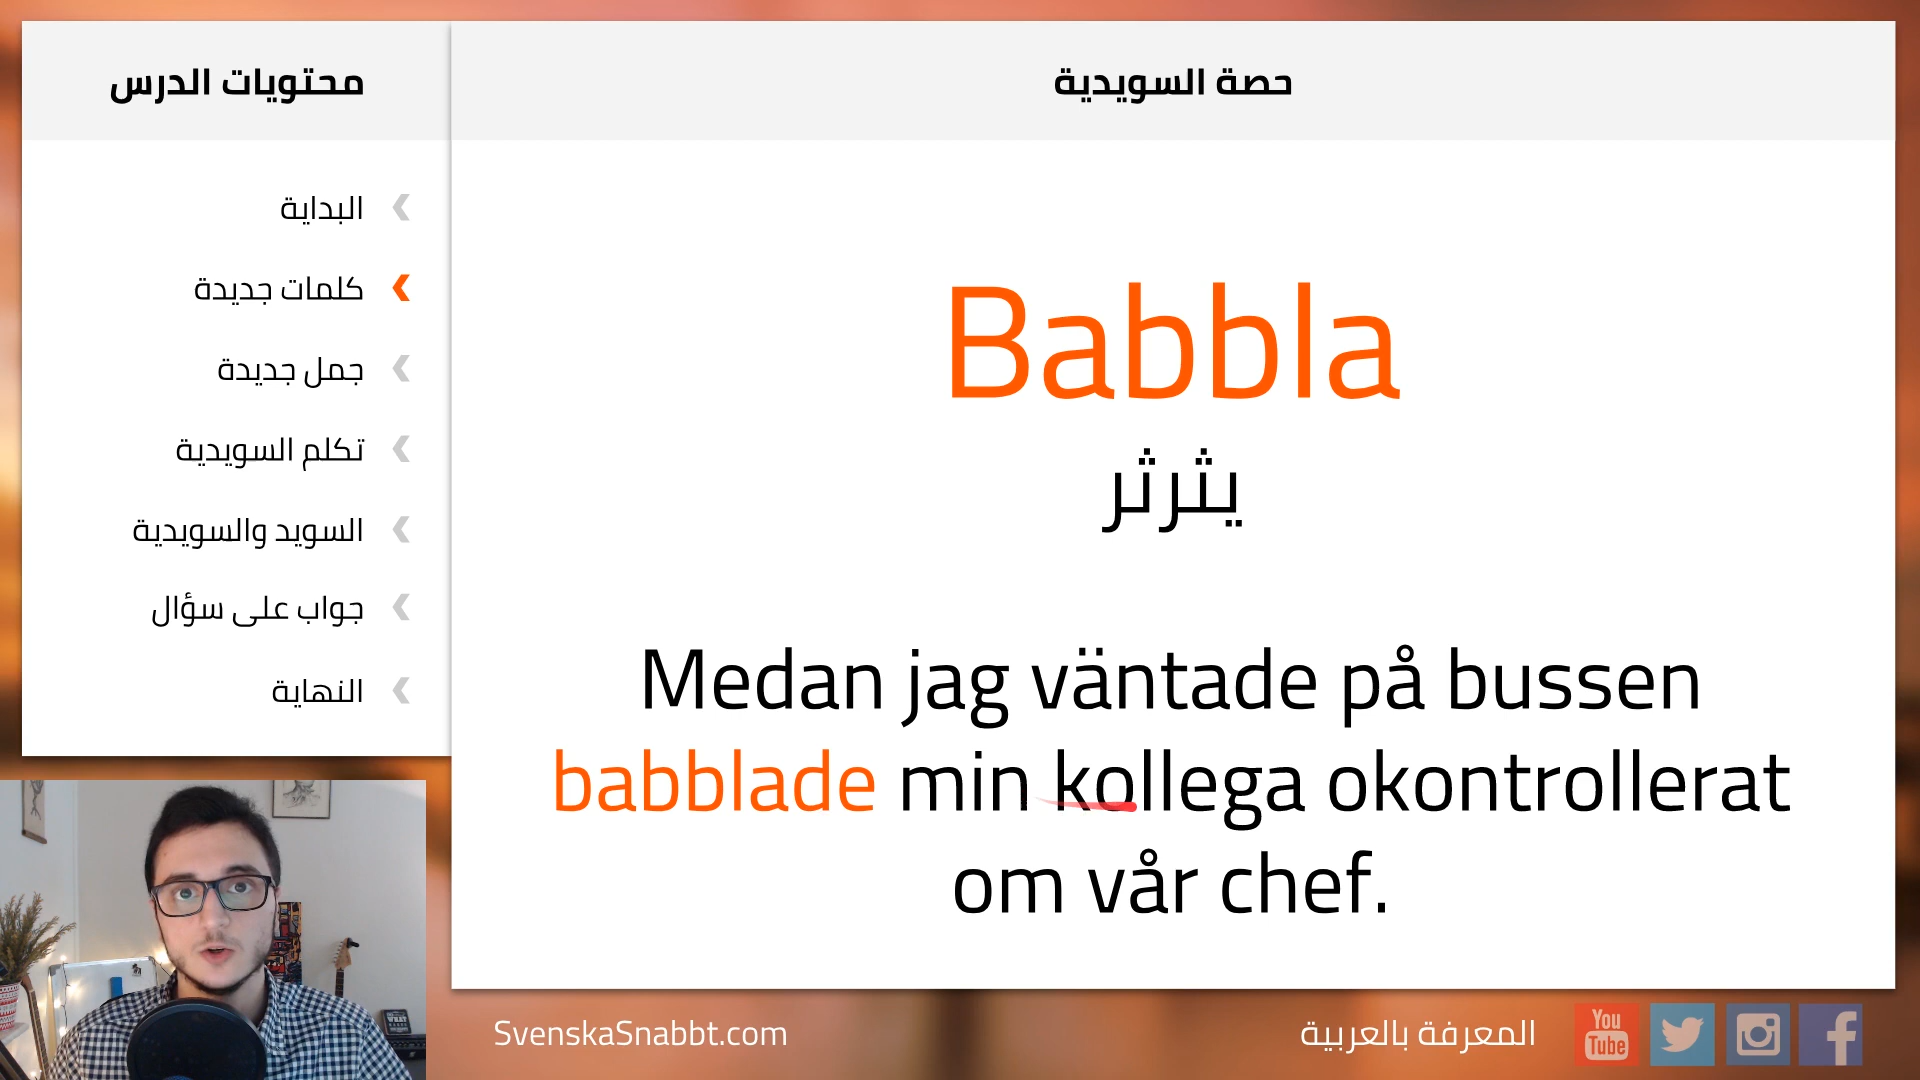 محتويات الدرس
البداية
كلمات جديدة
جمل جديدة
تكلم السويدية
السويد والسويدية
جواب على سؤال
النهاية
حصة السويدية
Babbla
يثرثر
Medan jag väntade på bussen
babblade min kollega okontrollerat
om vår chef.
SvenskaSnabbt.com
المعرفة بالعربية
You
Tube